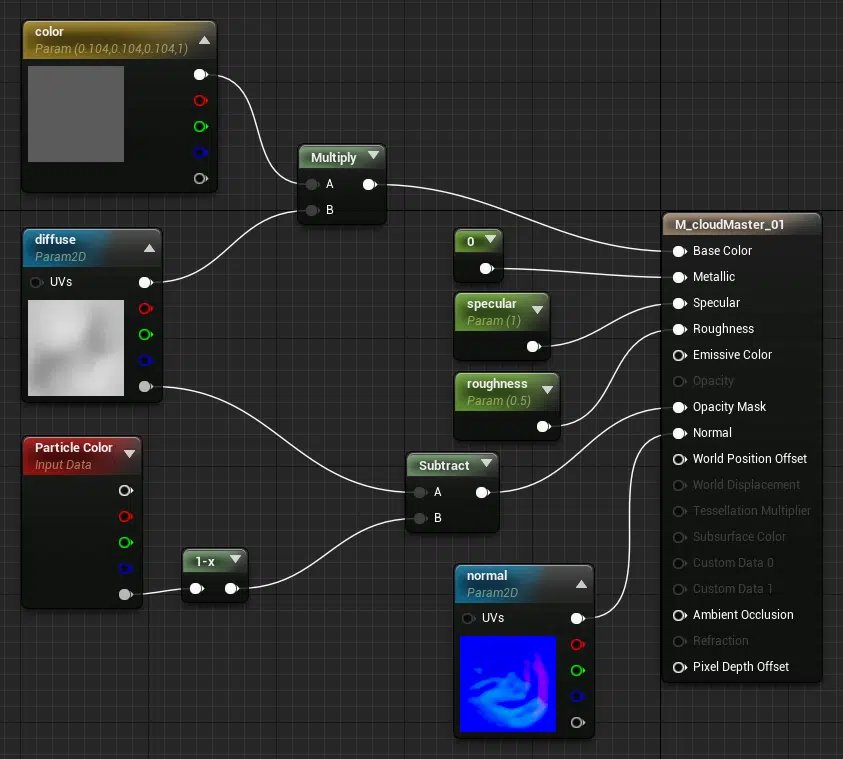 color
Param (0.104,0.104,0.104,1)
Multiply
A
B
diffuse
Param2D
UVs
0
specular
Param (1)
roughness
Param (0.5)
Particle Color
Input Data
1-x
Subtract
A
B
normal
Param2D
UVs
M_cloudMaster_01
Base Color
Metallic
Specular
Roughness
Emissive Color
Opacity
Opacity Mask
Normal
World Position Offset
World Displacement
Tessellation Multiplier
Subsurface Color
Custom Data 0
Custom Data 1
Ambient Occlusion
Refraction
Pixel Depth Offset